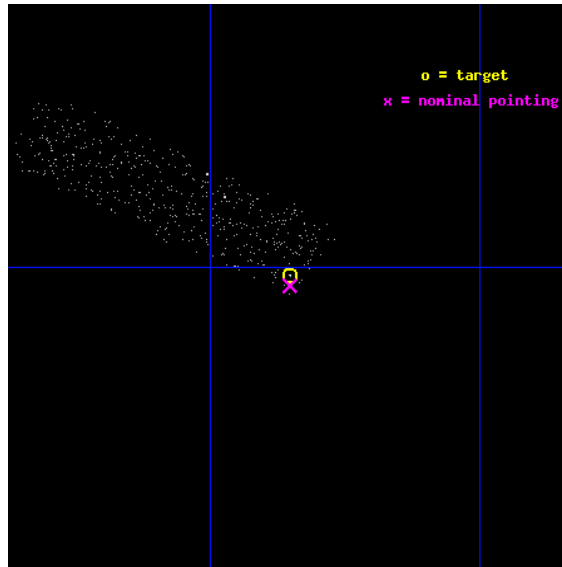 o = target
x = nominal pointing